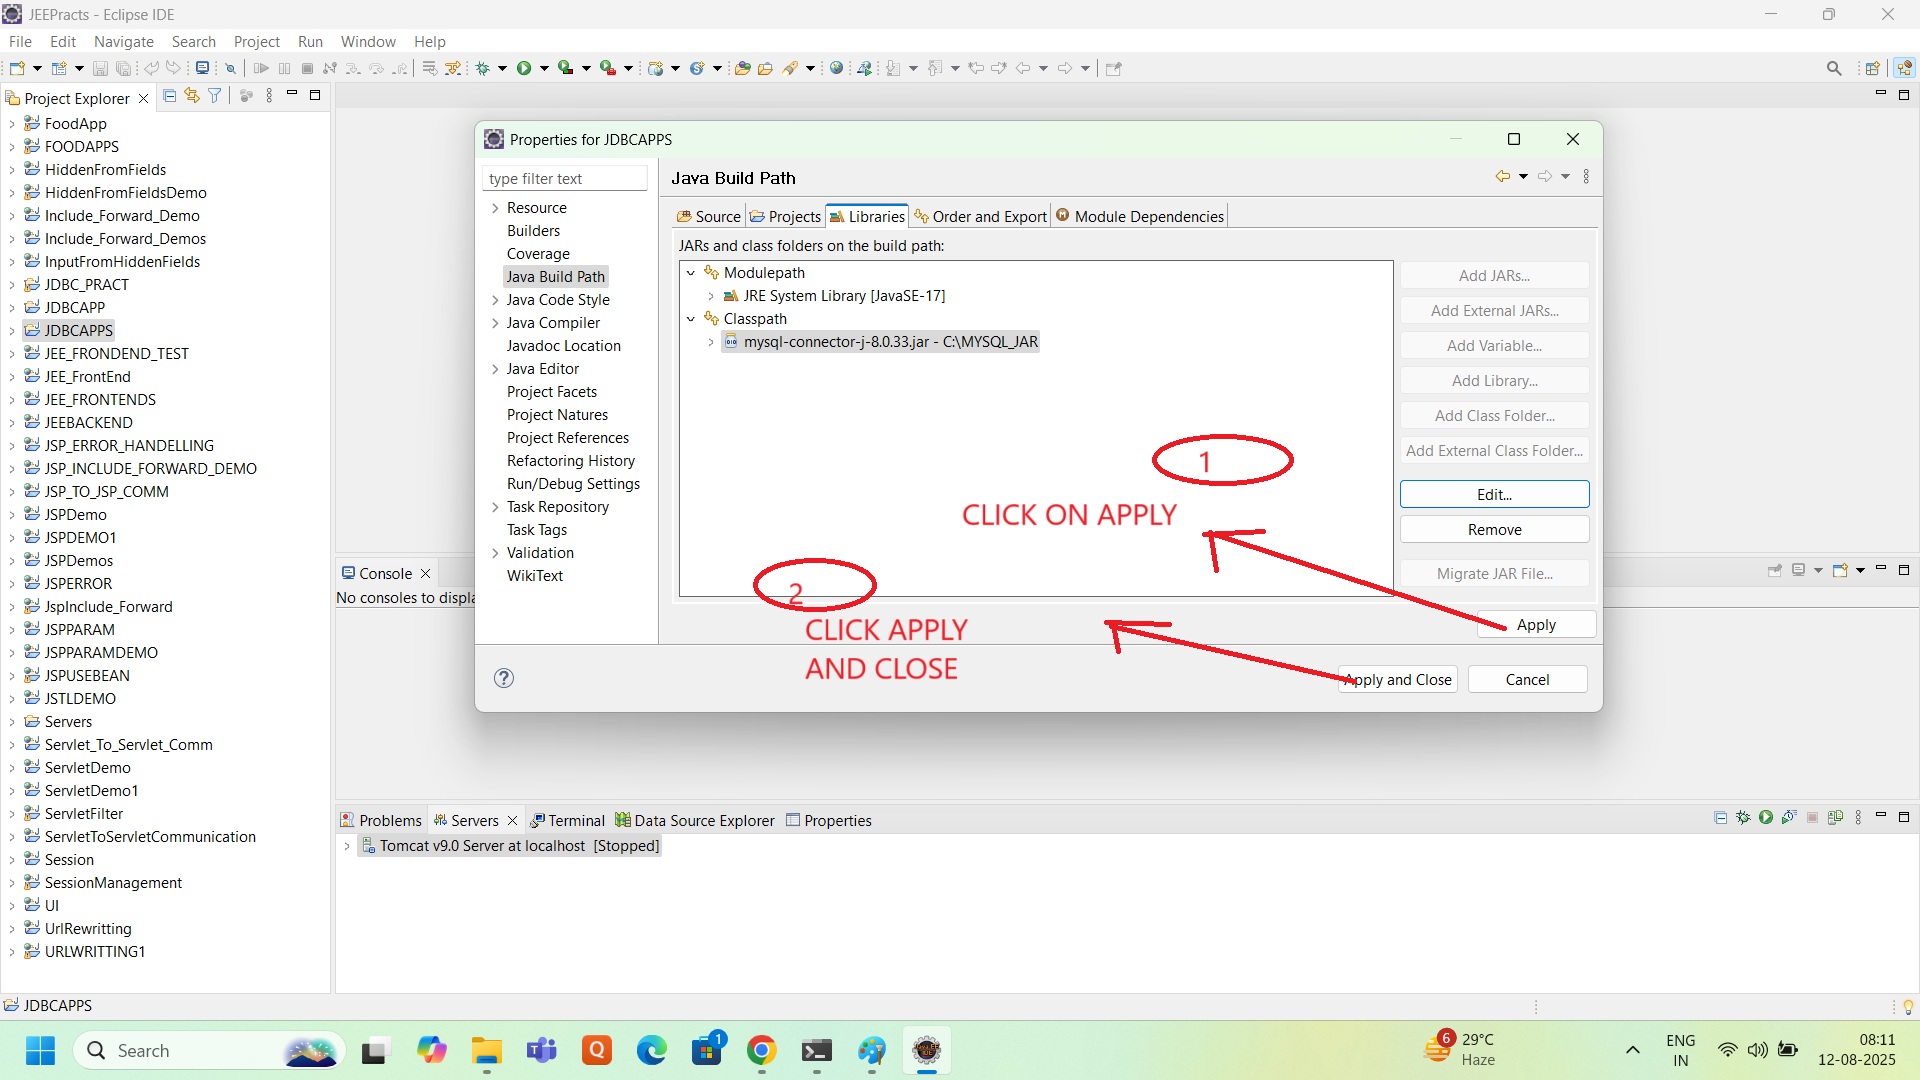 JEEPracts - Eclipse IDE
File Edit Navigate Search Project Run Window Help
Project Explorer
FoodApp
FOODAPPS
HiddenFromFields
HiddenFromFieldsDemo
Include_Forward_Demo
Include_Forward_Demos
InputFromHiddenFields
JDBC_PRACT
JDBCAPP
JDBCAPPS
JEE_FRONDEND_TEST
JEE_FrontEnd
JEE_FRONTENDS
JEEBACKEND
JSP_ERROR_HANDELLING
JSP_INCLUDE_FORWARD_DEMO
JSP_TO_JSP_COMM
JSPDemo
JSPDEMO1
JSPDemos
JSPERROR
JspInclude_Forward
JSPPARAM
JSPPARAMDEMO
JSPUSEBEAN
JSTLDEMO
Servers
Servlet_To_Servlet_Comm
ServletDemo
ServletDemo1
ServletFilter
ServletToServletCommunication
Session
SessionManagement
UI
UrlRewritting
URLWRITTING1
Properties for JDBCAPPS
type filter text
Resource
Builders
Coverage
Java Build Path
Java Code Style
Java Compiler
Javadoc Location
Java Editor
Project Facets
Project Natures
Project References
Refactoring History
Run/Debug Settings
Task Repository
Task Tags
Validation
WikiText
Java Build Path
Source Projects Libraries Order and Export Module Dependencies
JARs and class folders on the build path:
Modulepath
JRE System Library [JavaSE-17]
Classpath
mysql-connector-j-8.0.33.jar - C:\MYSQL_JAR
Add JARs...
Add External JARs...
Add Variable...
Add Library...
Add Class Folder...
Add External Class Folder...
Edit...
Remove
Migrate JAR File...
Apply
1
CLICK ON APPLY
2
CLICK APPLY
AND CLOSE
Apply and Close Cancel
Console
No consoles to displa
Problems Servers Terminal Data Source Explorer Properties
Tomcat v9.0 Server at localhost [Stopped]
JDBCAPPS
Search
1
6
29°C
Haze
ENG
IN
08:11
12-08-2025